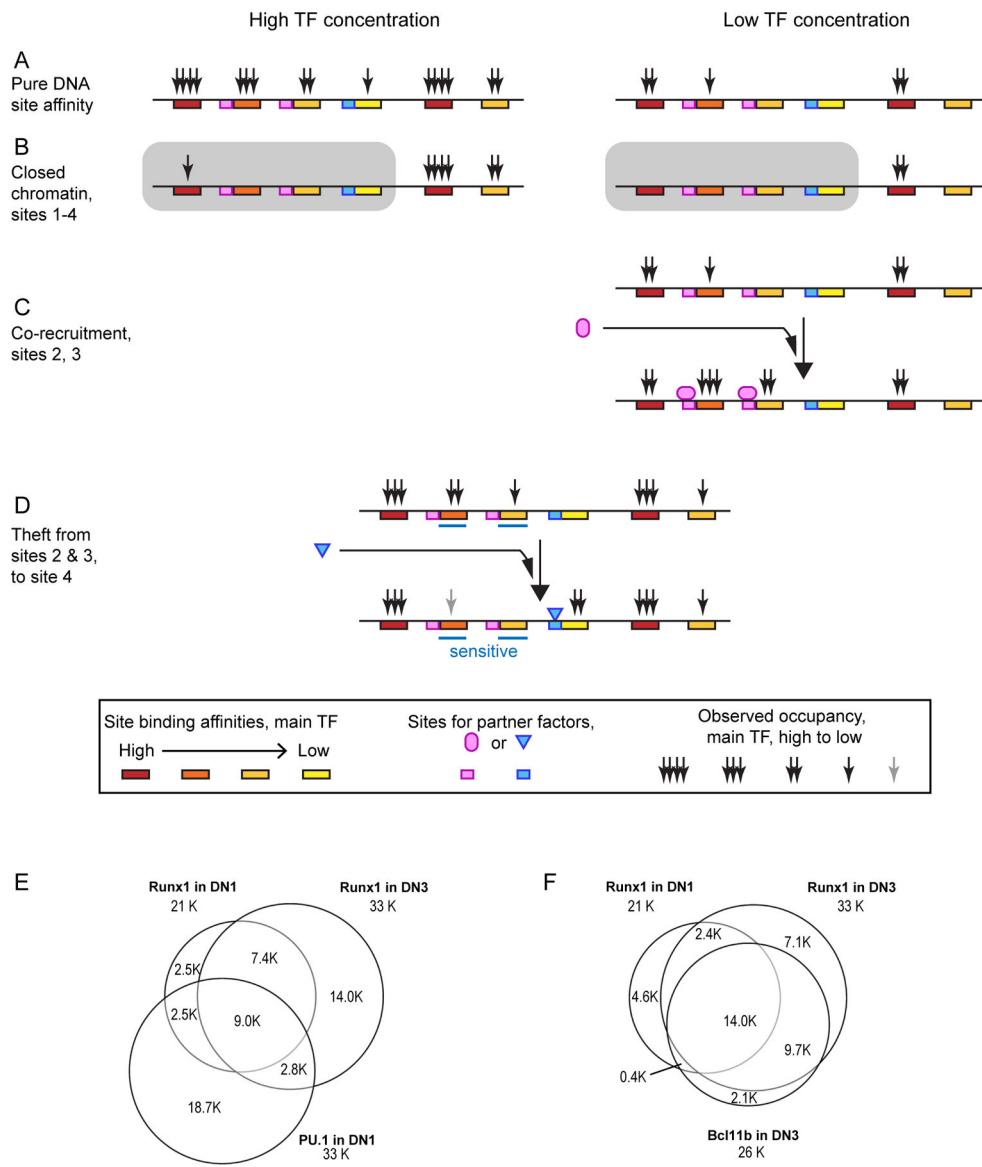 High TF concentration
Low TF concentration
A
Pure DNA
site affinity
B
Closed
chromatin,
sites 1-4
C
Co-recruitment,
sites 2, 3
D
Theft from
sites 2 & 3,
to site 4
sensitive
Site binding affinities, main TF
High
Low
Sites for partner factors,
or
Observed occupancy,
main TF, high to low
E
Runx1 in DN1
21 K
Runx1 in DN3
33 K
2.5K
7.4K
14.0K
2.5K
9.0K
2.8K
18.7K
PU.1 in DN1
33 K
F
Runx1 in DN1
21 K
Runx1 in DN3
33 K
2.4K
7.1K
4.6K
14.0K
9.7K
0.4K
2.1K
Bcl11b in DN3
26 K